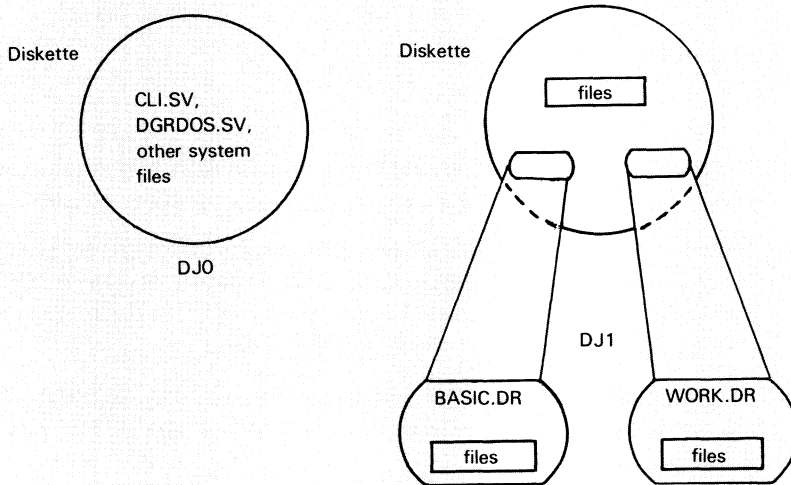 Diskette
CLI.SV,
DGRDOS.SV,
other system
files
DJ0
Diskette
files
DJ1
BASIC.DR
files
WORK.DR
files